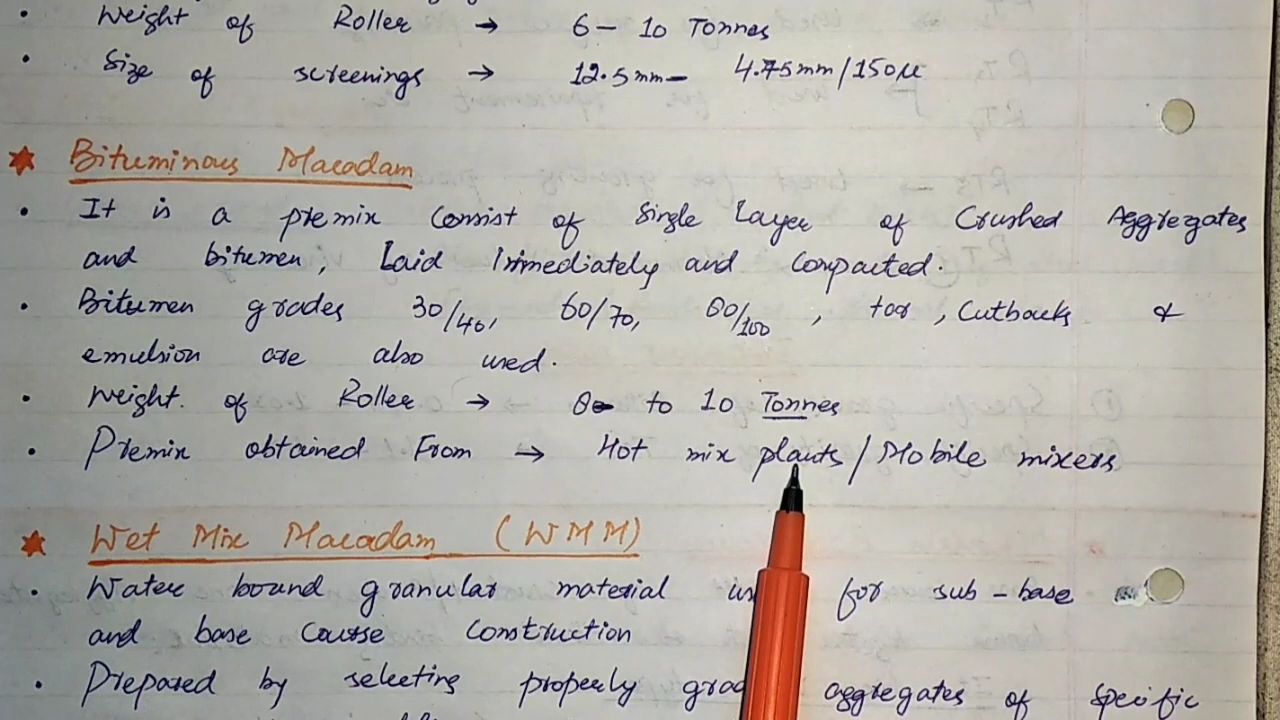 • Weight of Roller → 6 - 10 Tonnes
• Size of screenings → 12.5mm - 4.75mm/150µ
★ Bituminous Macadam
• It is a premix consist of single Layer of Crushed Aggregates
and bitumen, Laid immediately and compacted.
• Bitumen grades 30/40, 60/70, 80/100, tar, Cutbacks &
emulsion are also used.
• Weight. of Roller → 8 to 10 Tonnes
• Premix obtained From → Hot mix plants/Mobile mixers
★ Wet Mix Macadam (WMM)
• Water bound granular material us for sub-base
and base Course Construction
• Prepared by selecting properly grad aggregates of Specific